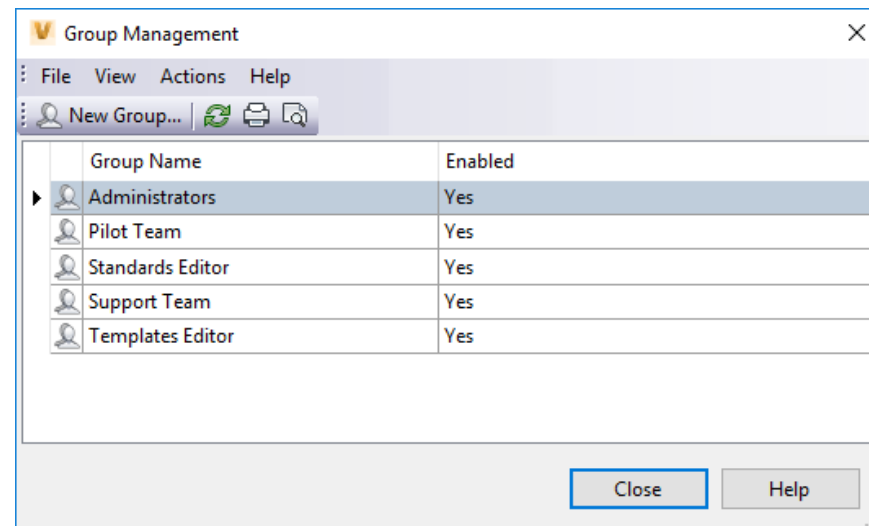 Group Management
File View Actions Help
New Group...
Group Name Enabled
Administrators Yes
Pilot Team Yes
Standards Editor Yes
Support Team Yes
Templates Editor Yes
Close Help